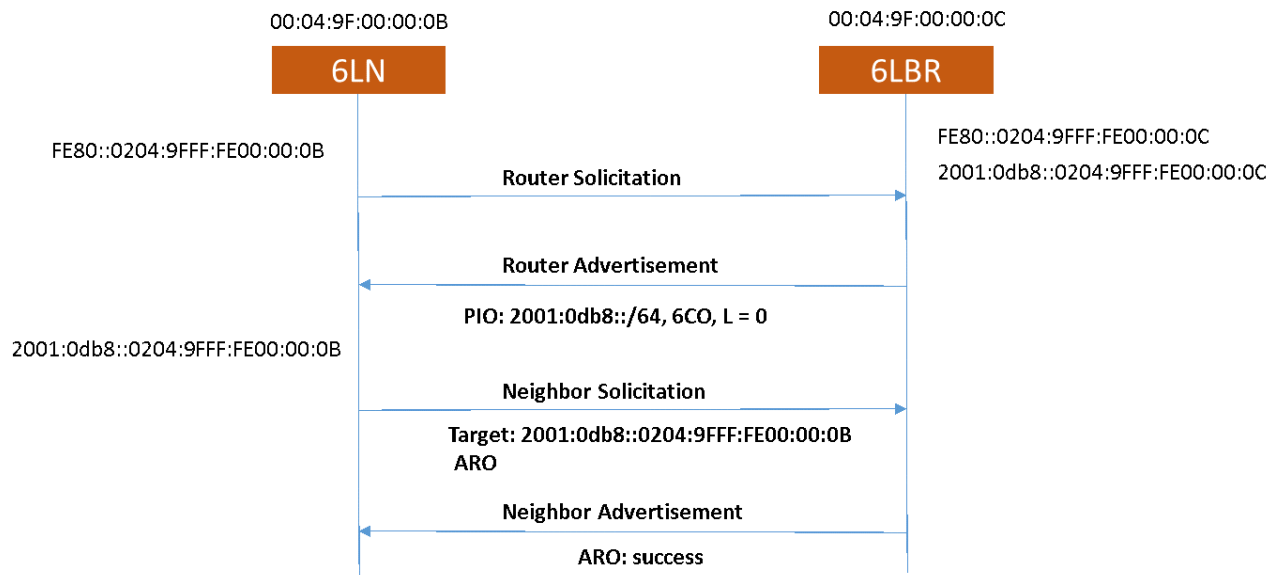 00:04:9F:00:00:0B
00:04:9F:00:00:0C
6LN
6LBR
FE80::0204:9FFF:FE00:00:0B
FE80::0204:9FFF:FE00:00:0C
2001:0db8::0204:9FFF:FE00:00:0C
Router Solicitation
Router Advertisement
PIO: 2001:0db8::/64, 6CO, L = 0
2001:0db8::0204:9FFF:FE00:00:0B
Neighbor Solicitation
Target: 2001:0db8::0204:9FFF:FE00:00:0B
ARO
Neighbor Advertisement
ARO: success